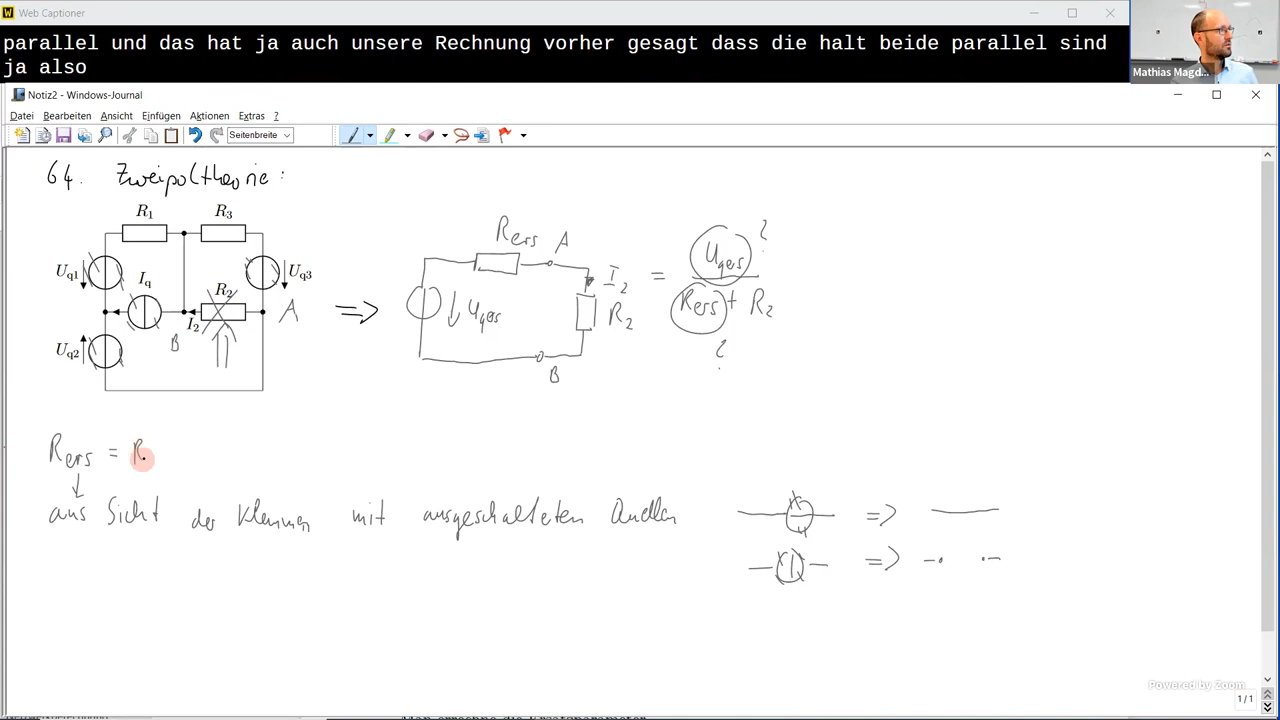 Web Captioner
parallel und das hat ja auch unsere Rechnung vorher gesagt dass die halt beide parallel sind
ja also
Mathias Magd...
Notiz2 - Windows-Journal
Datei Bearbeiten Ansicht Einfügen Aktionen Extras ?
Seitenbreite
64. Zweipoltheorie:
R1 R3
Uq1 Iq R2 Uq3
I2 A
B
Uq2
=>
Rers A
Uqers I2
R2
B
= Uqers ?
Rers + R2
?
Rers = R
aus Sicht der Klemmen mit ausgeschalteten Quellen =>
=>
Powered by Zoom
1/1